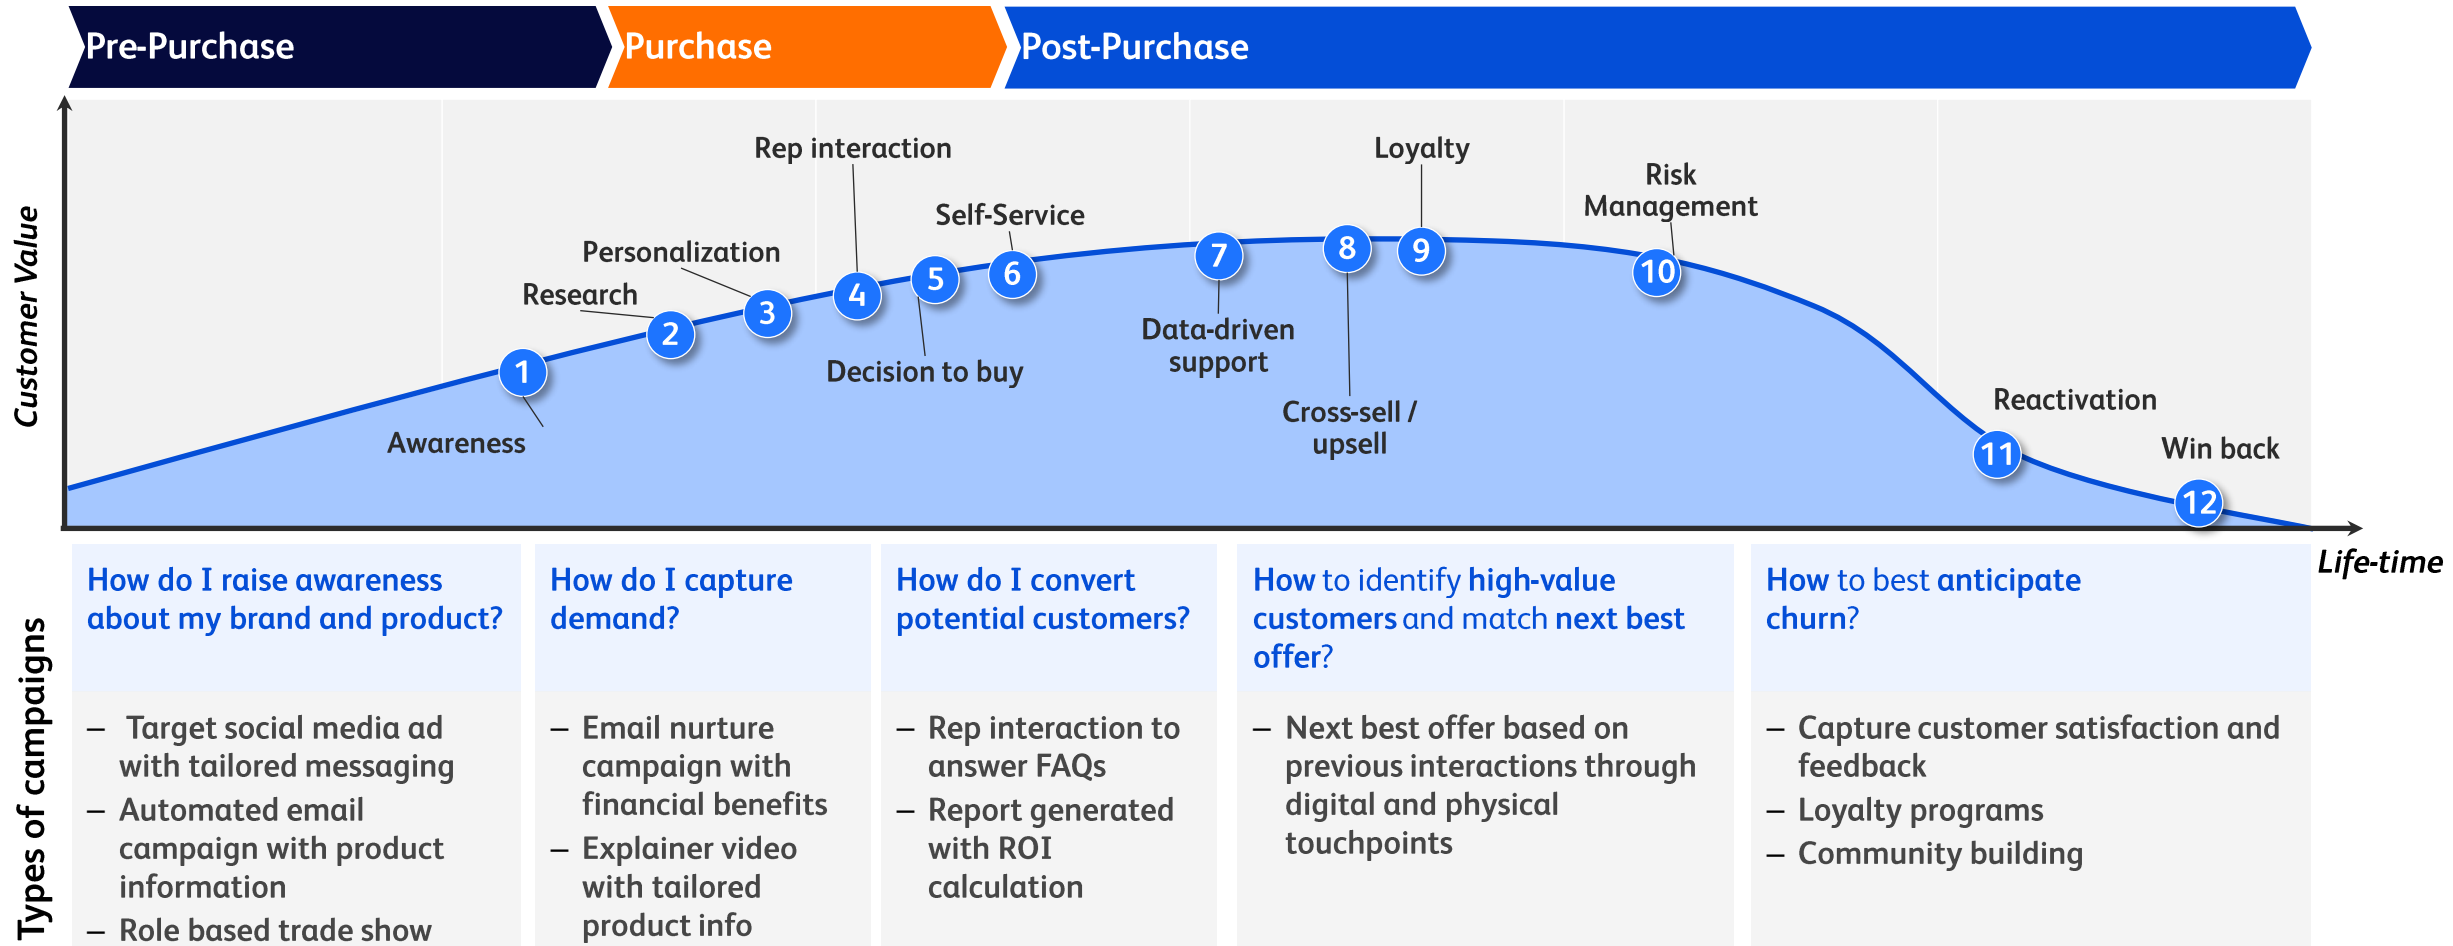 Pre-Purchase
Purchase
Post-Purchase
Customer Value
Rep interaction
Loyalty
Risk
Management
Self-Service
Personalization
Research
1
2
3
4
5
6
7
8
9
10
11
12
Awareness
Decision to buy
Data-driven
support
Cross-sell /
upsell
Reactivation
Win back
Life-time
Types of campaigns
How do I raise awareness
about my brand and product?
– Target social media ad
with tailored messaging
– Automated email
campaign with product
information
– Role based trade show
How do I capture
demand?
– Email nurture
campaign with
financial benefits
– Explainer video
with tailored
product info
How do I convert
potential customers?
– Rep interaction to
answer FAQs
– Report generated
with ROI
calculation
How to identify high-value
customers and match next best
offer?
– Next best offer based on
previous interactions through
digital and physical
touchpoints
How to best anticipate
churn?
– Capture customer satisfaction and
feedback
– Loyalty programs
– Community building